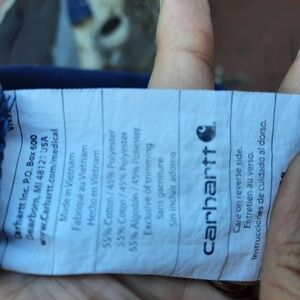 Carhartt Inc. P.O. Box 600
Dearborn, MI 48121 USA
www.Carhartt.com/medical
Made in Vietnam
Fabriqué au Vietnam
Hecho en Vietnam
55% Cotton / 45% Polyester
55% Coton / 45% Polyester
55% Algodón / 45% Poliéster
Exclusive of trimming
Sans garniture
Sin incluir adorno
carhartt
Care on reverse side.
Entretien au verso.
Instrucciones de cuidado al dorso.